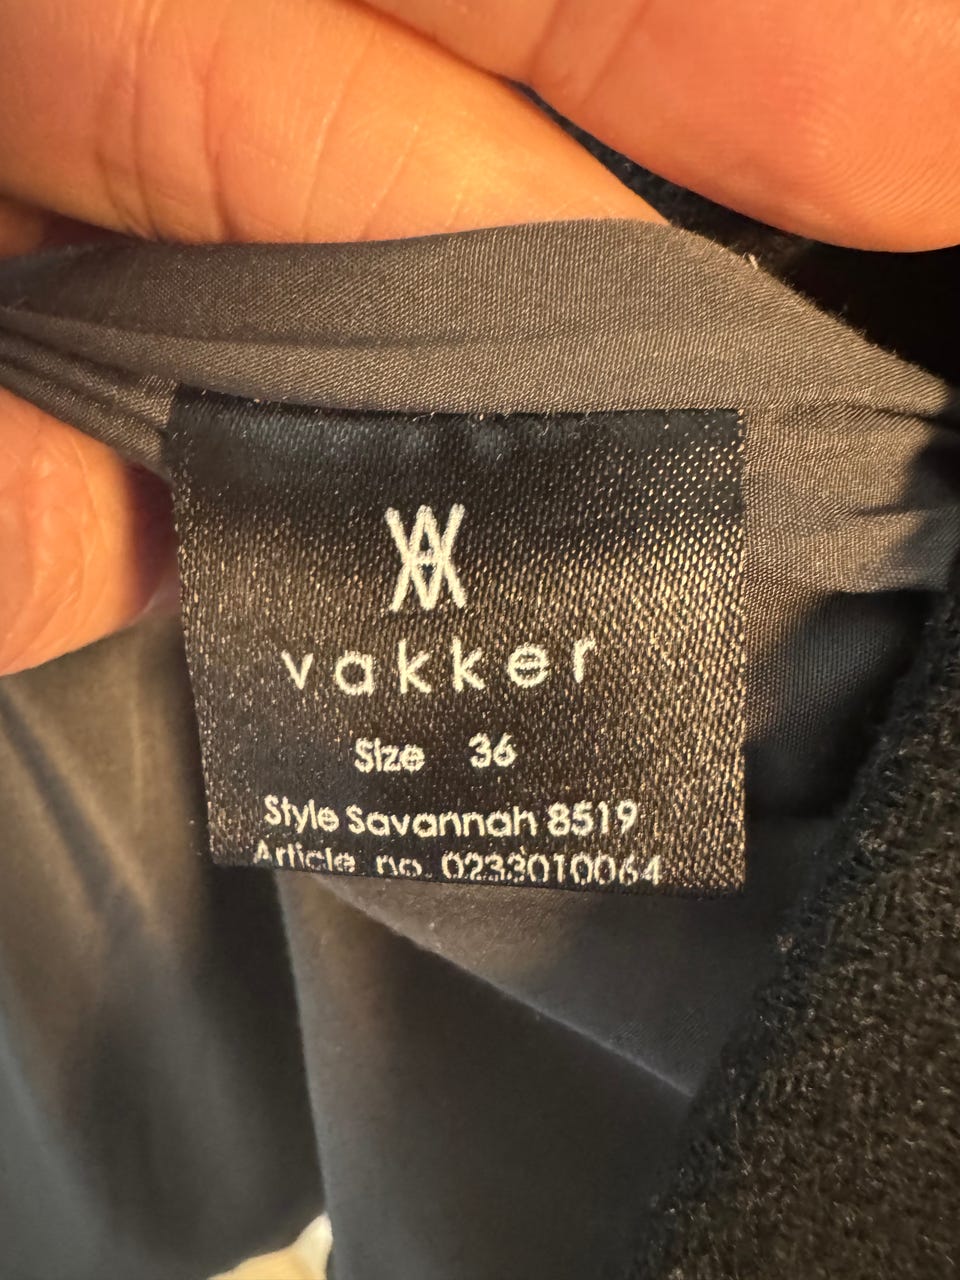 vakker
Size 36
Style Savannah 8519
Article no. 0233010064